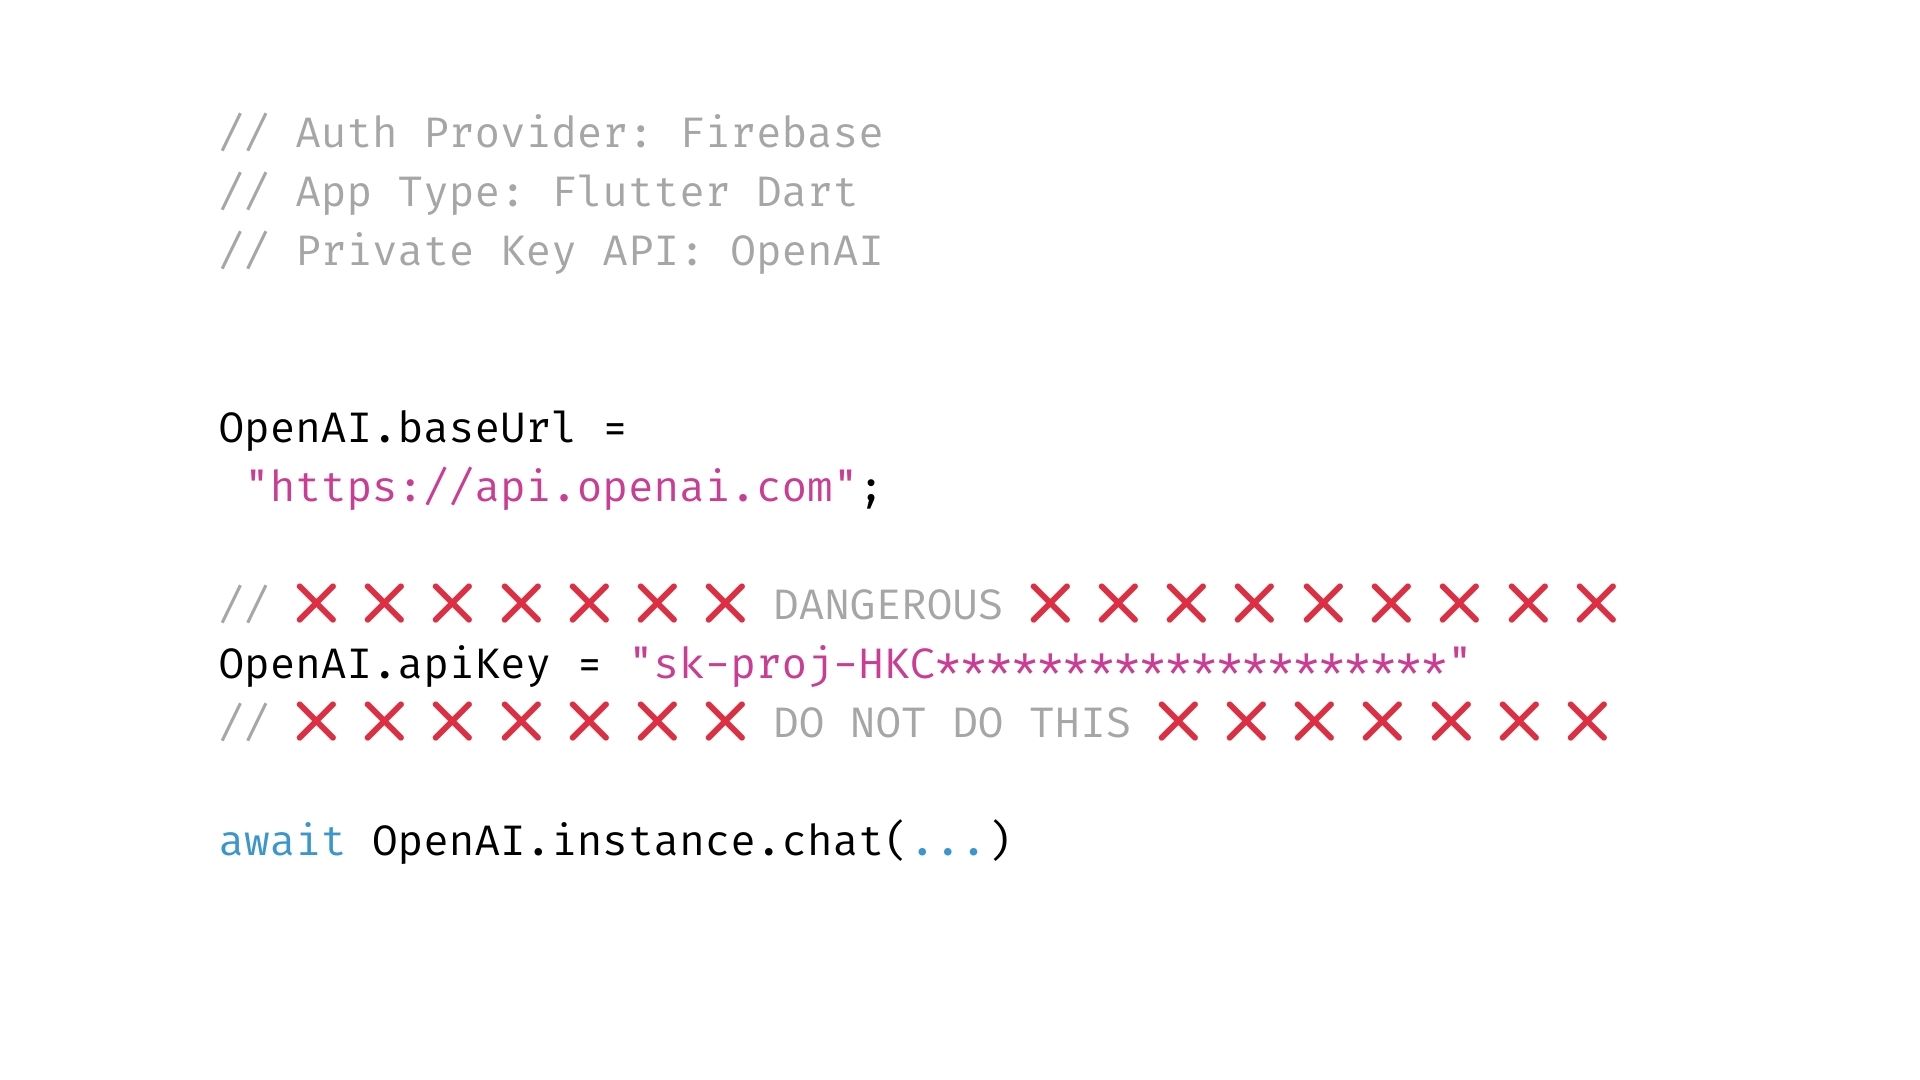 // Auth Provider: Firebase
// App Type: Flutter Dart
// Private Key API: OpenAI
OpenAI.baseUrl =
"https://api.openai.com";
// ❌❌❌❌❌❌❌ DANGEROUS ❌❌❌❌❌❌❌❌❌
OpenAI.apiKey = "sk-proj-HKC********************"
// ❌❌❌❌❌❌❌ DO NOT DO THIS ❌❌❌❌❌❌❌
await OpenAI.instance.chat(...)